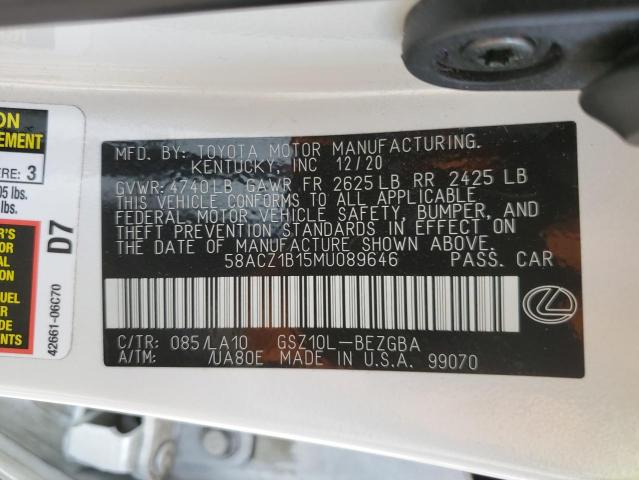 ON
EMENT
ERE: 3
05 lbs.
lbs.
D7
42661-06C70
MFD. BY: TOYOTA MOTOR MANUFACTURING.
KENTUCKY, INC 12/20
GVWR: 4740LB GAWR FR 2625LB RR 2425 LB
THIS VEHICLE CONFORMS TO ALL APPLICABLE
FEDERAL MOTOR VEHICLE SAFETY, BUMPER, AND
THEFT PREVENTION STANDARDS IN EFFECT ON
THE DATE OF MANUFACTURE SHOWN ABOVE.
58ACZ1B15MU089646 PASS. CAR
C/TR: 085/LA10 GSZ10L-BEZGBA
A/TM: /UA80E MADE IN U.S.A. 99070